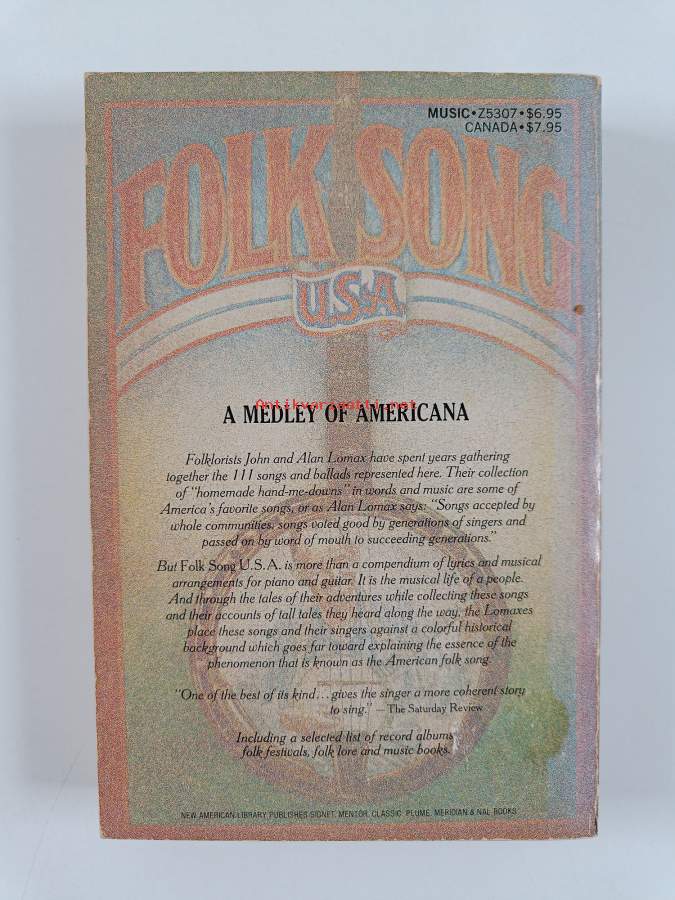 MUSIC•Z5307•$6.95
CANADA•$7.95
FOLK SONG
U.S.A.
Antikvariaatti.net
A MEDLEY OF AMERICANA
Folklorists John and Alan Lomax have spent years gathering
together the 111 songs and ballads represented here. Their collection
of "homemade hand-me-downs" in words and music are some of
America's favorite songs, or as Alan Lomax says: "Songs accepted by
whole communities, songs voted good by generations of singers and
passed on by word of mouth to succeeding generations."
But Folk Song U.S.A. is more than a compendium of lyrics and musical
arrangements for piano and guitar. It is the musical life of a people.
And through the tales of their adventures while collecting these songs
and their accounts of tall tales they heard along the way, the Lomaxes
place these songs and their singers against a colorful historical
background which goes far toward explaining the essence of the
phenomenon that is known as the American folk song.
"One of the best of its kind...gives the singer a more coherent story
to sing." — The Saturday Review
Including a selected list of record albums,
folk festivals, folk lore and music books.
NEW AMERICAN LIBRARY PUBLISHES SIGNET, MENTOR, CLASSIC, PLUME, MERIDIAN & NAL BOOKS